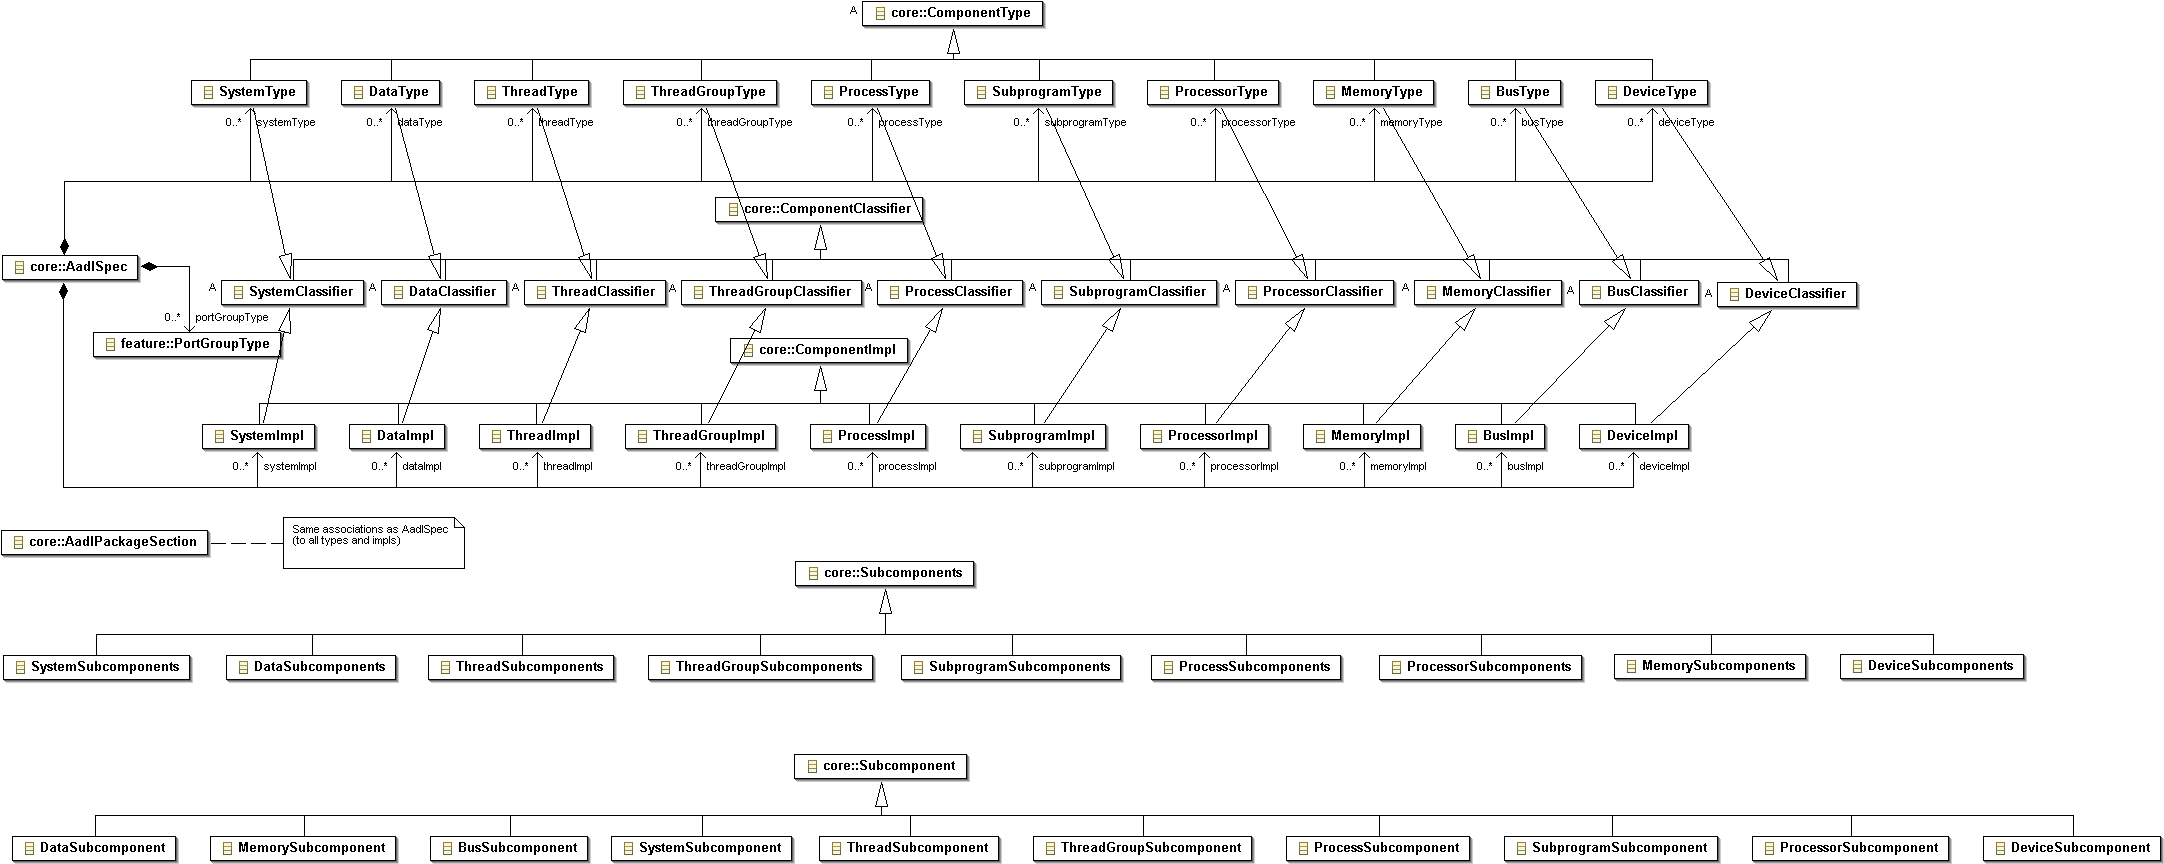 A core::ComponentType
SystemType DataType ThreadType ThreadGroupType ProcessType SubprogramType ProcessorType MemoryType BusType DeviceType
0..* systemType 0..* dataType 0..* threadType 0..* threadGroupType 0..* processType 0..* subprogramType 0..* processorType 0..* memoryType 0..* busType 0..* deviceType
core::ComponentClassifier
core::AadlSpec
A SystemClassifier A DataClassifier A ThreadClassifier A ThreadGroupClassifier A ProcessClassifier A SubprogramClassifier A ProcessorClassifier A MemoryClassifier A BusClassifier A DeviceClassifier
0..* portGroupType
feature::PortGroupType
core::ComponentImpl
SystemImpl DataImpl ThreadImpl ThreadGroupImpl ProcessImpl SubprogramImpl ProcessorImpl MemoryImpl BusImpl DeviceImpl
0..* systemImpl 0..* dataImpl 0..* threadImpl 0..* threadGroupImpl 0..* processImpl 0..* subprogramImpl 0..* processorImpl 0..* memoryImpl 0..* busImpl 0..* deviceImpl
core::AadlPackageSection
Same associations as AadlSpec
(to all types and impls)
core::Subcomponents
SystemSubcomponents DataSubcomponents ThreadSubcomponents ThreadGroupSubcomponents SubprogramSubcomponents ProcessSubcomponents ProcessorSubcomponents MemorySubcomponents DeviceSubcomponents
core::Subcomponent
DataSubcomponent MemorySubcomponent BusSubcomponent SystemSubcomponent ThreadSubcomponent ThreadGroupSubcomponent ProcessSubcomponent SubprogramSubcomponent ProcessorSubcomponent DeviceSubcomponent